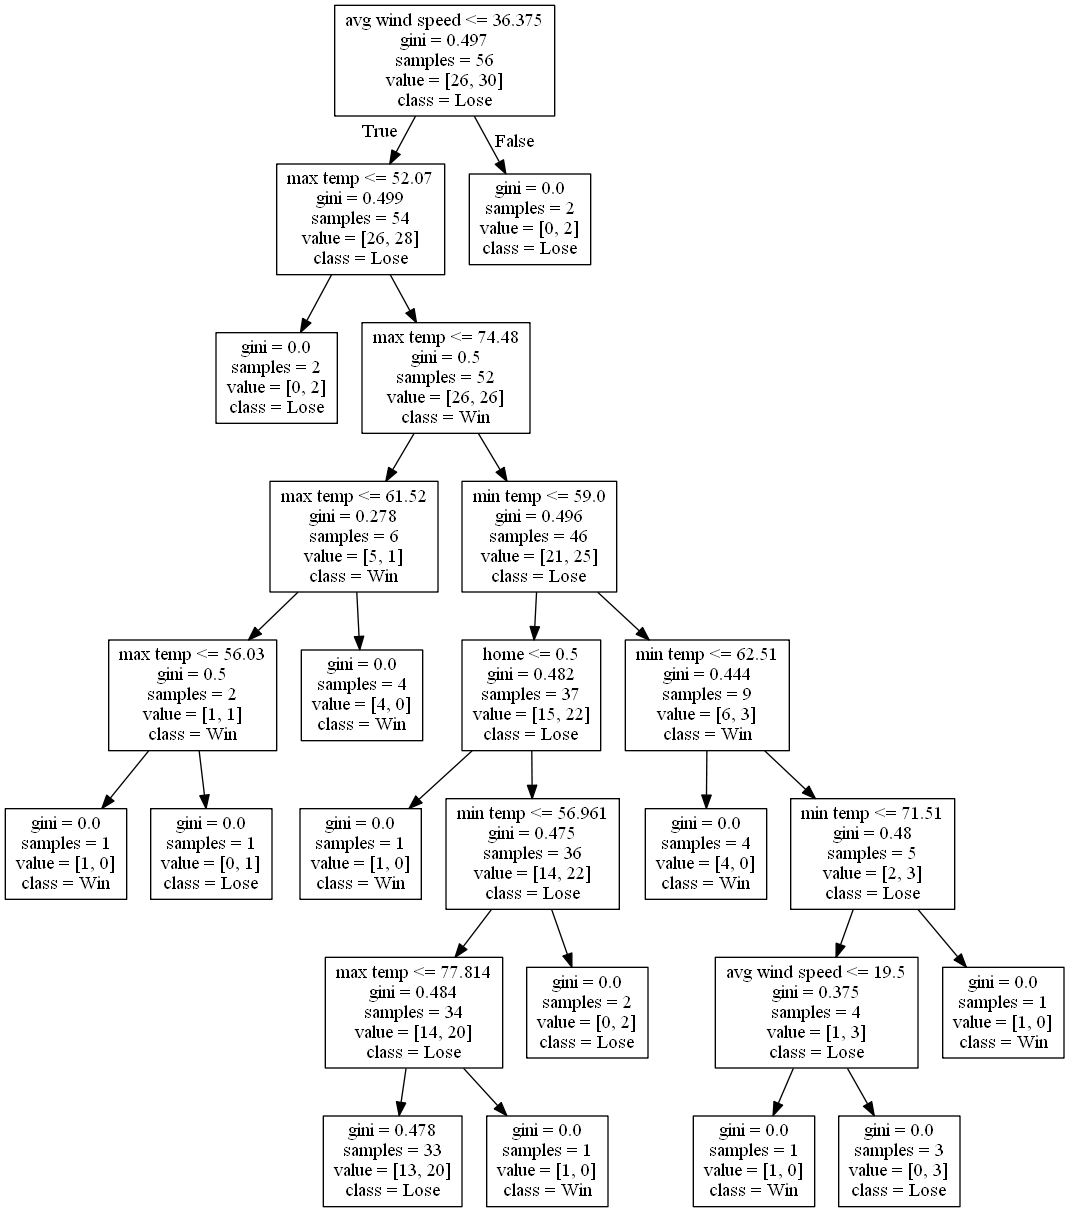 avg wind speed <= 36.375
gini = 0.497
samples = 56
value = [26, 30]
class = Lose
True
False
max temp <= 52.07
gini = 0.499
samples = 54
value = [26, 28]
class = Lose
gini = 0.0
samples = 2
value = [0, 2]
class = Lose
gini = 0.0
samples = 2
value = [0, 2]
class = Lose
max temp <= 74.48
gini = 0.5
samples = 52
value = [26, 26]
class = Win
max temp <= 61.52
gini = 0.278
samples = 6
value = [5, 1]
class = Win
min temp <= 59.0
gini = 0.496
samples = 46
value = [21, 25]
class = Lose
max temp <= 56.03
gini = 0.5
samples = 2
value = [1, 1]
class = Win
gini = 0.0
samples = 4
value = [4, 0]
class = Win
home <= 0.5
gini = 0.482
samples = 37
value = [15, 22]
class = Lose
min temp <= 62.51
gini = 0.444
samples = 9
value = [6, 3]
class = Win
gini = 0.0
samples = 1
value = [1, 0]
class = Win
gini = 0.0
samples = 1
value = [0, 1]
class = Lose
gini = 0.0
samples = 1
value = [1, 0]
class = Win
min temp <= 56.961
gini = 0.475
samples = 36
value = [14, 22]
class = Lose
gini = 0.0
samples = 4
value = [4, 0]
class = Win
min temp <= 71.51
gini = 0.48
samples = 5
value = [2, 3]
class = Lose
max temp <= 77.814
gini = 0.484
samples = 34
value = [14, 20]
class = Lose
gini = 0.0
samples = 2
value = [0, 2]
class = Lose
avg wind speed <= 19.5
gini = 0.375
samples = 4
value = [1, 3]
class = Lose
gini = 0.0
samples = 1
value = [1, 0]
class = Win
gini = 0.478
samples = 33
value = [13, 20]
class = Lose
gini = 0.0
samples = 1
value = [1, 0]
class = Win
gini = 0.0
samples = 1
value = [1, 0]
class = Win
gini = 0.0
samples = 3
value = [0, 3]
class = Lose